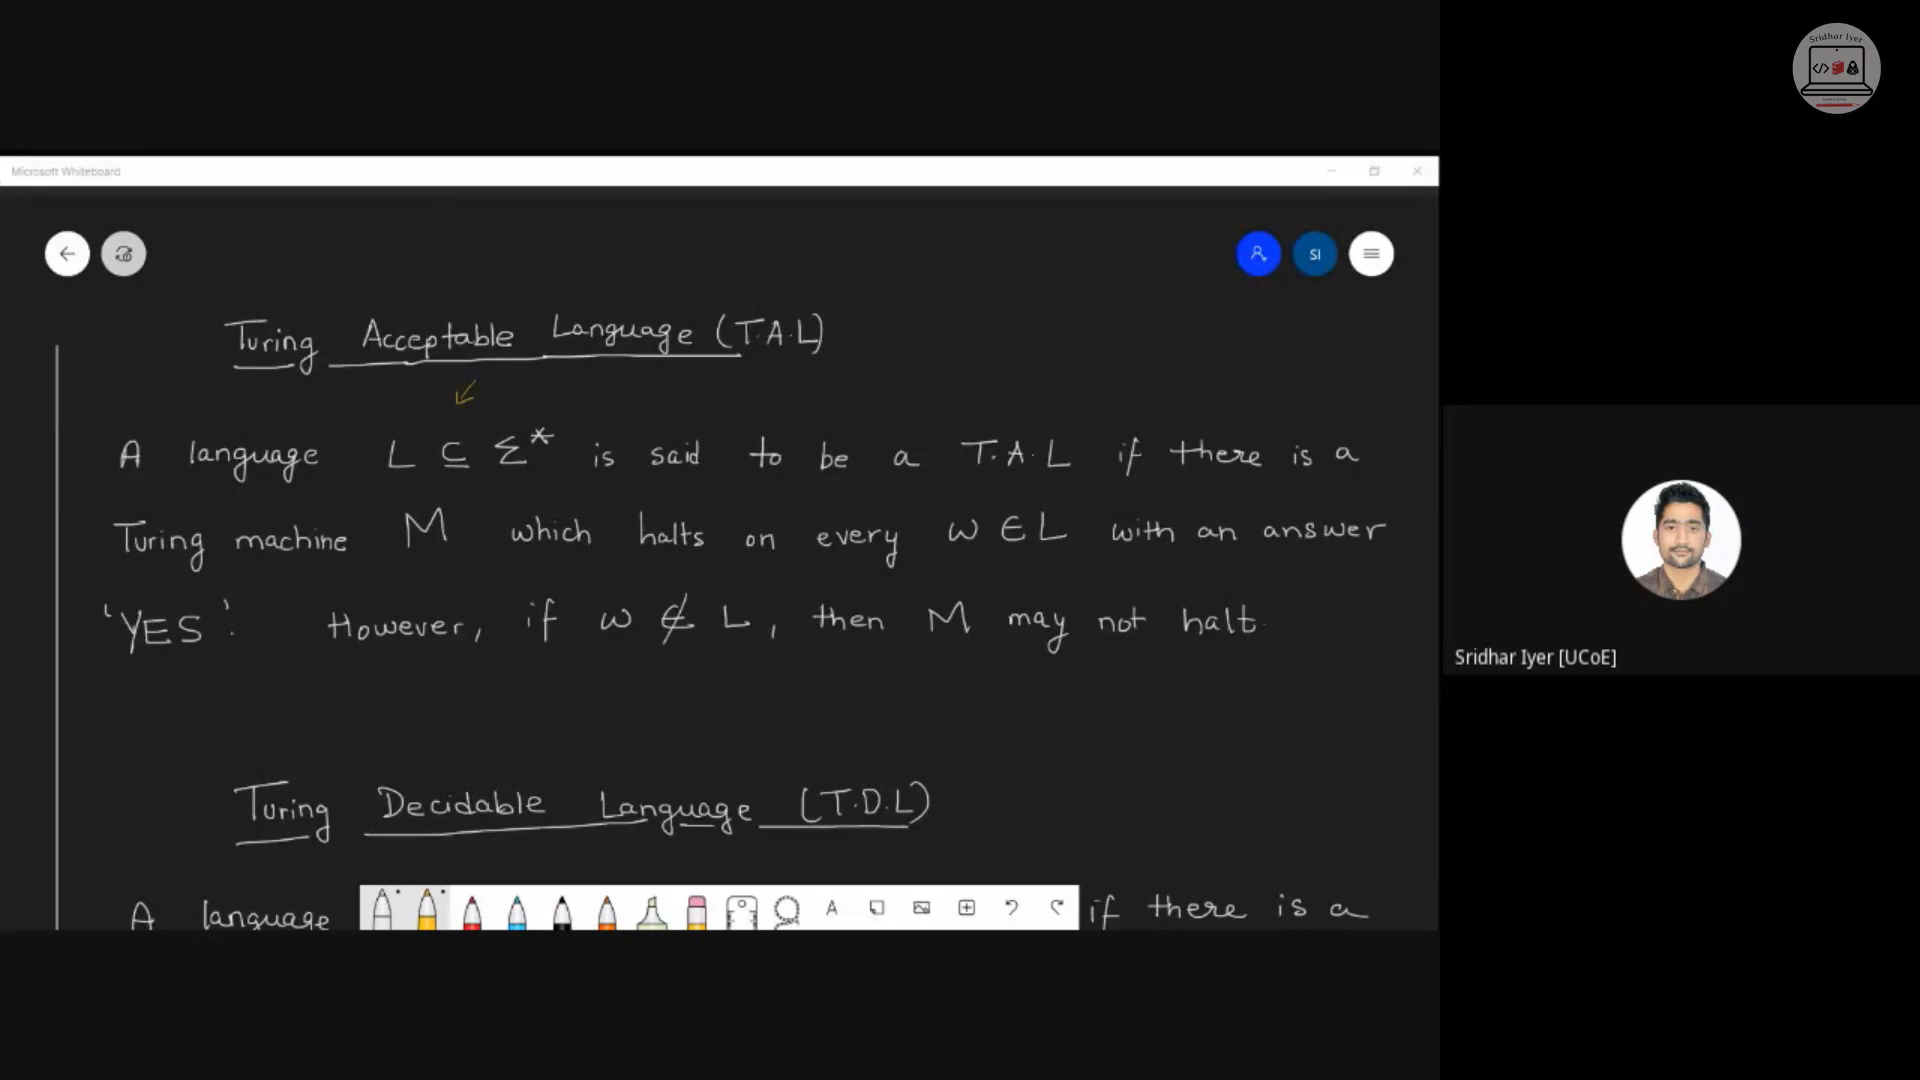 Sridhar Iyer
Microsoft Whiteboard
SI
Turing Acceptable Language (T.A.L)
A language L ⊆ Σ* is said to be a T.A.L if there is a
Turing machine M which halts on every w ∈ L with an answer
'YES'. However, if w ∉ L, then M may not halt.
Turing Decidable Language (T.D.L)
A language if there is a
Sridhar Iyer [UCoE]